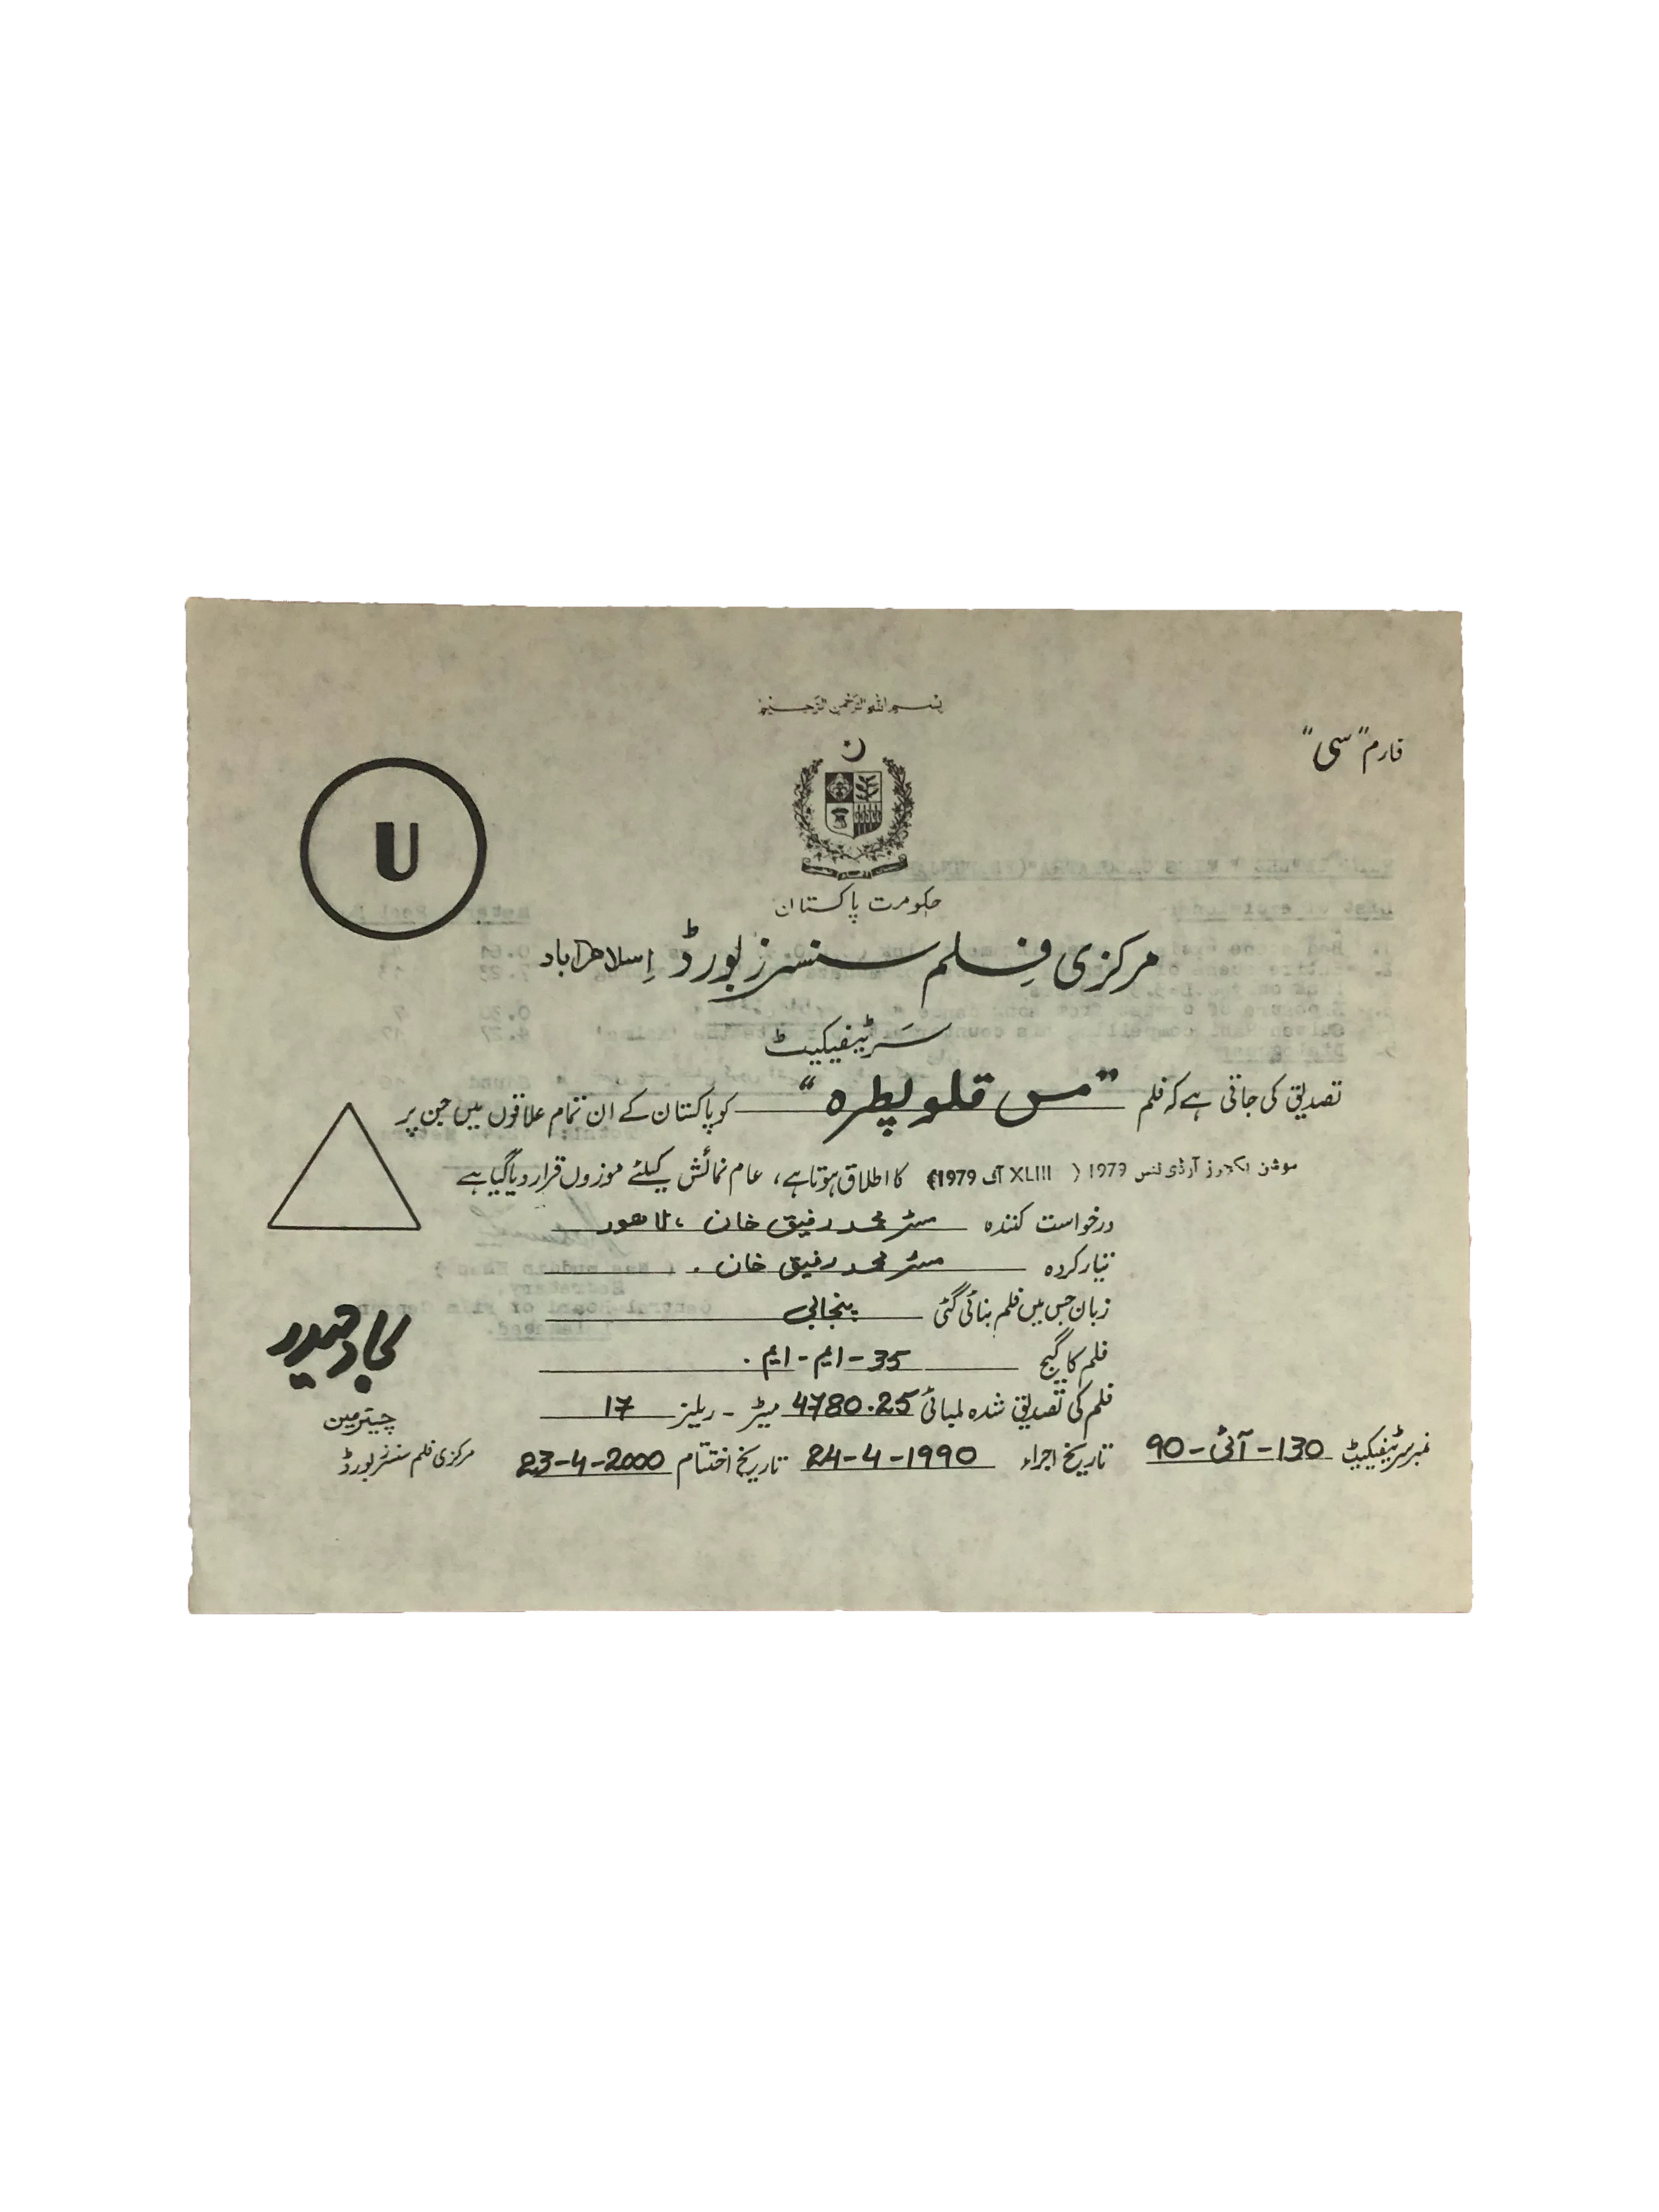 بسم اللہ الرحمن الرحیم
فارم "سی"
U
حکومت پاکستان
مرکزی فلم سنسرز بورڈ اسلام آباد
سرٹیفیکیٹ
تصدیق کی جاتی ہے کہ فلم "مس قلوپطرہ" کو پاکستان کے ان تمام علاقوں میں جن پر
موشن پکچرز آرڈی ننس 1979 (XLIII آف 1979) کا اطلاق ہوتا ہے، عام نمائش کیلئے موزوں قرار دیا گیا ہے
درخواست کنندہ مسٹر محمد رفیق خان، لاھور
تیار کردہ مسٹر محمد رفیق خان.
زبان جس میں فلم بنائی گئی پنجابی
فلم کا گیج 35-ایم-ایم.
فلم کی تصدیق شدہ لمبائی 4780.25 میٹر - ریلیز 17
نمبر سرٹیفیکیٹ 130-آئی-90 تاریخ اجراء 24-4-1990 تاریخ اختتام 23-4-2000
چیئرمین
مرکزی فلم سنسرز بورڈ